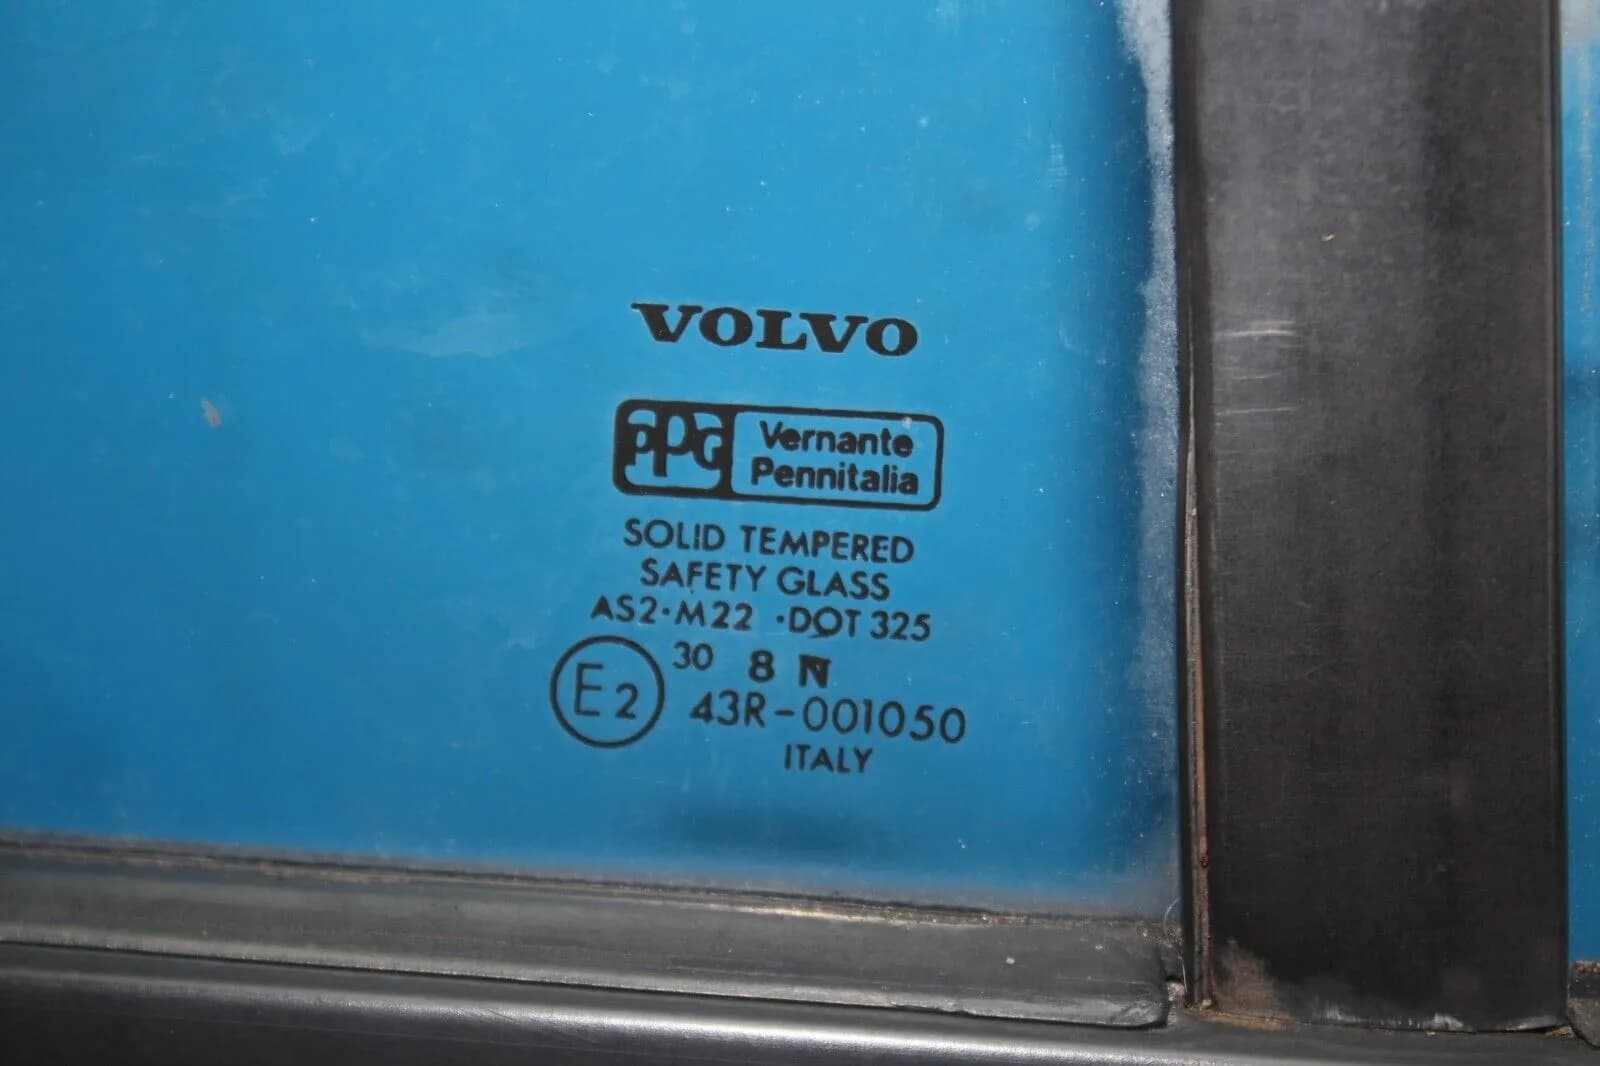 VOLVO
PPG Vernante
Pennitalia
SOLID TEMPERED
SAFETY GLASS
AS2·M22 ·DOT 325
E2 30 8 N
43R-001050
ITALY